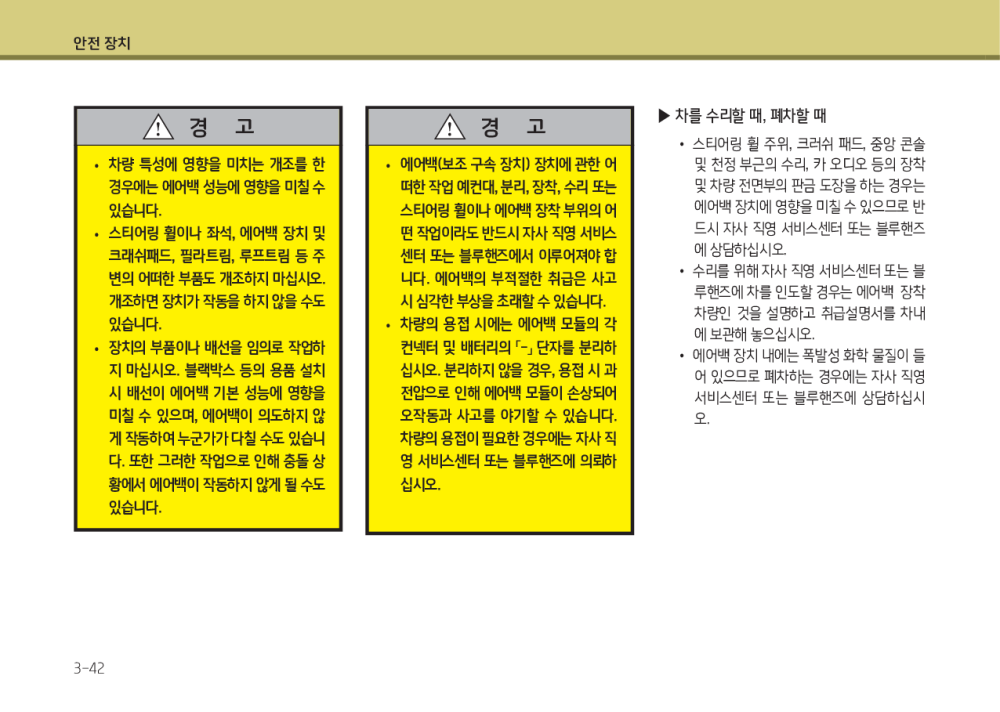 안전 장치
경 고
• 차량 특성에 영향을 미치는 개조를 한
경우에는 에어백 성능에 영향을 미칠 수
있습니다.
• 스티어링 휠이나 좌석, 에어백 장치 및
크래쉬패드, 필라트림, 루프트림 등 주
변의 어떠한 부품도 개조하지 마십시오.
개조하면 장치가 작동을 하지 않을 수도
있습니다.
• 장치의 부품이나 배선을 임의로 작업하
지 마십시오. 블랙박스 등의 용품 설치
시 배선이 에어백 기본 성능에 영향을
미칠 수 있으며, 에어백이 의도하지 않
게 작동하여 누군가가 다칠 수도 있습니
다. 또한 그러한 작업으로 인해 충돌 상
황에서 에어백이 작동하지 않게 될 수도
있습니다.
경 고
• 에어백(보조 구속 장치) 장치에 관한 어
떠한 작업 예컨대, 분리, 장착, 수리 또는
스티어링 휠이나 에어백 장착 부위의 어
떤 작업이라도 반드시 자사 직영 서비스
센터 또는 블루핸즈에서 이루어져야 합
니다. 에어백의 부적절한 취급은 사고
시 심각한 부상을 초래할 수 있습니다.
• 차량의 용접 시에는 에어백 모듈의 각
컨넥터 및 배터리의 ｢-｣ 단자를 분리하
십시오. 분리하지 않을 경우, 용접 시 과
전압으로 인해 에어백 모듈이 손상되어
오작동과 사고를 야기할 수 있습니다.
차량의 용접이 필요한 경우에는 자사 직
영 서비스센터 또는 블루핸즈에 의뢰하
십시오.
▶ 차를 수리할 때, 폐차할 때
• 스티어링 휠 주위, 크러쉬 패드, 중앙 콘솔
및 천정 부근의 수리, 카 오디오 등의 장착
및 차량 전면부의 판금 도장을 하는 경우는
에어백 장치에 영향을 미칠 수 있으므로 반
드시 자사 직영 서비스센터 또는 블루핸즈
에 상담하십시오.
• 수리를 위해 자사 직영 서비스센터 또는 블
루핸즈에 차를 인도할 경우는 에어백 장착
차량인 것을 설명하고 취급설명서를 차내
에 보관해 놓으십시오.
• 에어백 장치 내에는 폭발성 화학 물질이 들
어 있으므로 폐차하는 경우에는 자사 직영
서비스센터 또는 블루핸즈에 상담하십시
오.
3-42